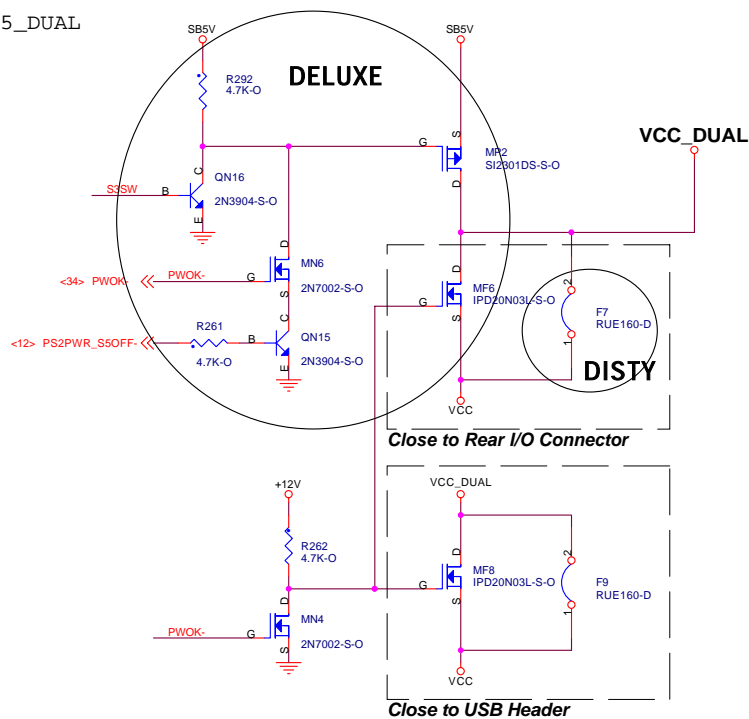 5_DUAL
SB5V
SB5V
R292
4.7K-O
DELUXE
VCC_DUAL
G
S
MP2
SI2301DS-S-O
D
C
QN16
S3SW
B
2N3904-S-O
E
D
MN6
<34> PWOK-
PWOK-
G
2N7002-S-O
S
D
MF6
G
IPD20N03L-S-O
S
2
F7
RUE160-D
1
R261
C
QN15
<12> PS2PWR_S5OFF-
B
4.7K-O
2N3904-S-O
E
DISTY
VCC
Close to Rear I/O Connector
+12V
VCC_DUAL
R262
4.7K-O
D
MF8
G
IPD20N03L-S-O
S
2
F9
RUE160-D
1
D
MN4
PWOK-
G
2N7002-S-O
S
VCC
Close to USB Header